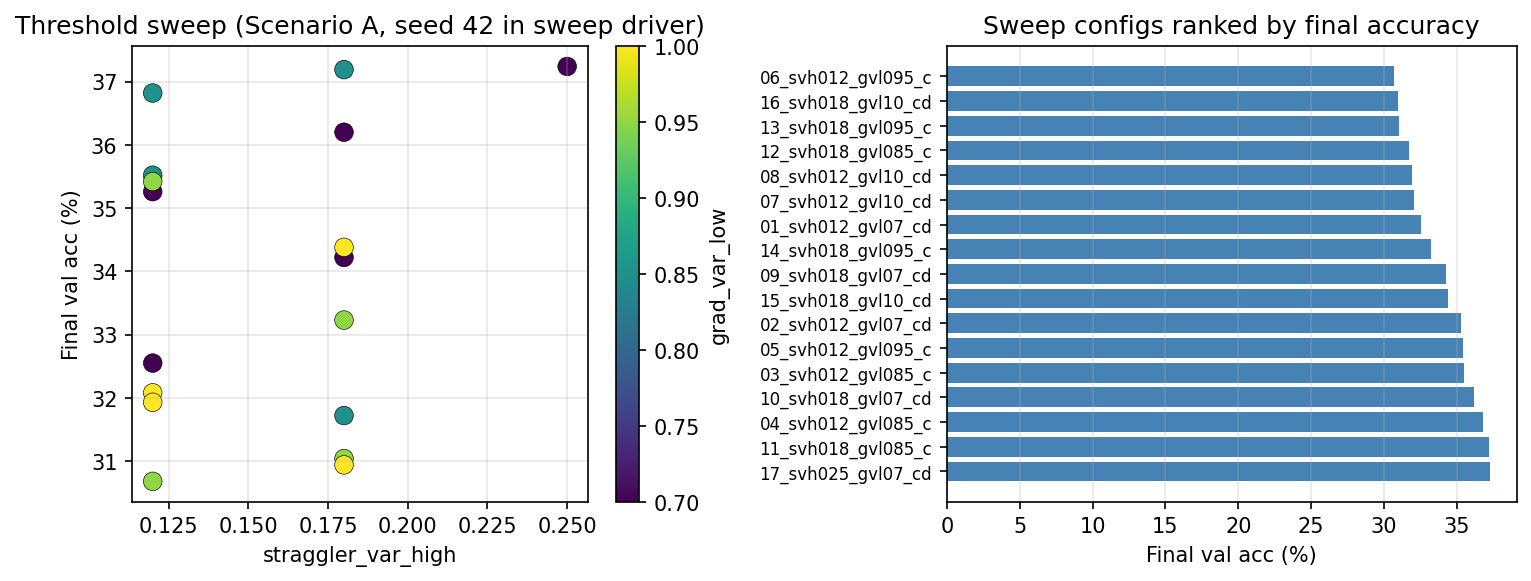 Threshold sweep (Scenario A, seed 42 in sweep driver)
37
36
35
34
33
32
31
Final val acc (%)
0.125 0.150 0.175 0.200 0.225 0.250
straggler_var_high
1.00
0.95
0.90
0.85
0.80
0.75
0.70
grad_var_low
Sweep configs ranked by final accuracy
06_svh012_gvl095_c
16_svh018_gvl10_cd
13_svh018_gvl095_c
12_svh018_gvl085_c
08_svh012_gvl10_cd
07_svh012_gvl10_cd
01_svh012_gvl07_cd
14_svh018_gvl095_c
09_svh018_gvl07_cd
15_svh018_gvl10_cd
02_svh012_gvl07_cd
05_svh012_gvl095_c
03_svh012_gvl085_c
10_svh018_gvl07_cd
04_svh012_gvl085_c
11_svh018_gvl085_c
17_svh025_gvl07_cd
0 5 10 15 20 25 30 35
Final val acc (%)